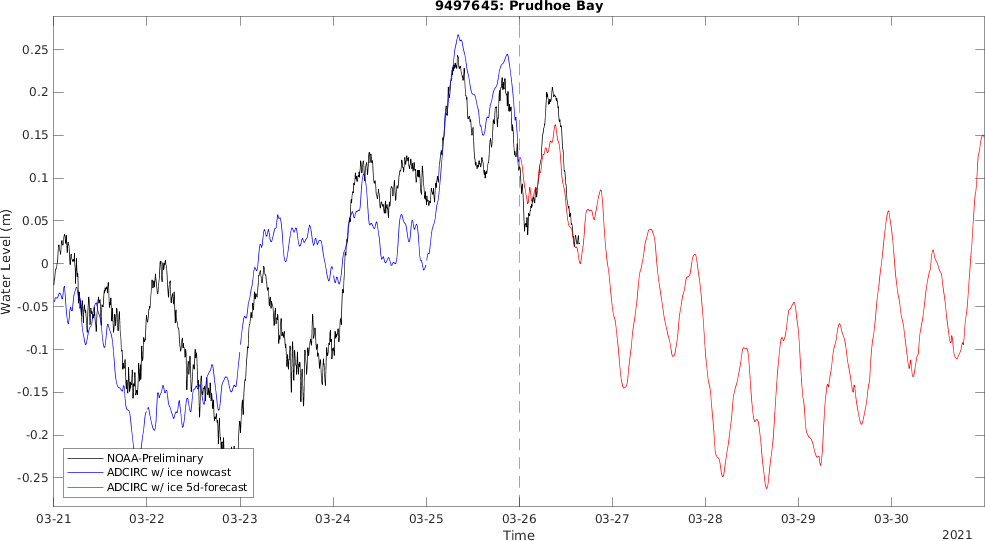 9497645: Prudhoe Bay
Water Level (m)
0.25
0.2
0.15
0.1
0.05
0
-0.05
-0.1
-0.15
-0.2
-0.25
NOAA-Preliminary
ADCIRC w/ ice nowcast
ADCIRC w/ ice 5d-forecast
03-21 03-22 03-23 03-24 03-25 03-26 03-27 03-28 03-29 03-30
Time
2021